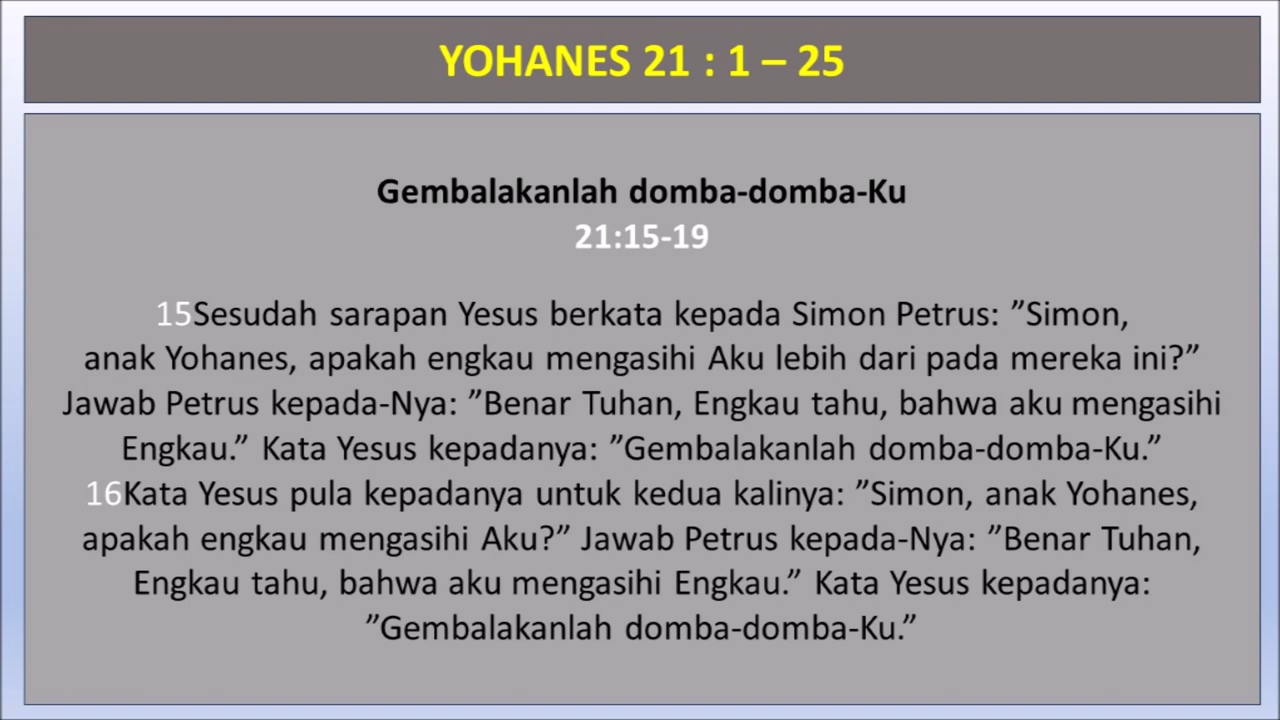 YOHANES 21 : 1 – 25
Gembalakanlah domba-domba-Ku
21:15-19
15Sesudah sarapan Yesus berkata kepada Simon Petrus: ”Simon,
anak Yohanes, apakah engkau mengasihi Aku lebih dari pada mereka ini?”
Jawab Petrus kepada-Nya: ”Benar Tuhan, Engkau tahu, bahwa aku mengasihi
Engkau.” Kata Yesus kepadanya: ”Gembalakanlah domba-domba-Ku.”
16Kata Yesus pula kepadanya untuk kedua kalinya: ”Simon, anak Yohanes,
apakah engkau mengasihi Aku?” Jawab Petrus kepada-Nya: ”Benar Tuhan,
Engkau tahu, bahwa aku mengasihi Engkau.” Kata Yesus kepadanya:
”Gembalakanlah domba-domba-Ku.”